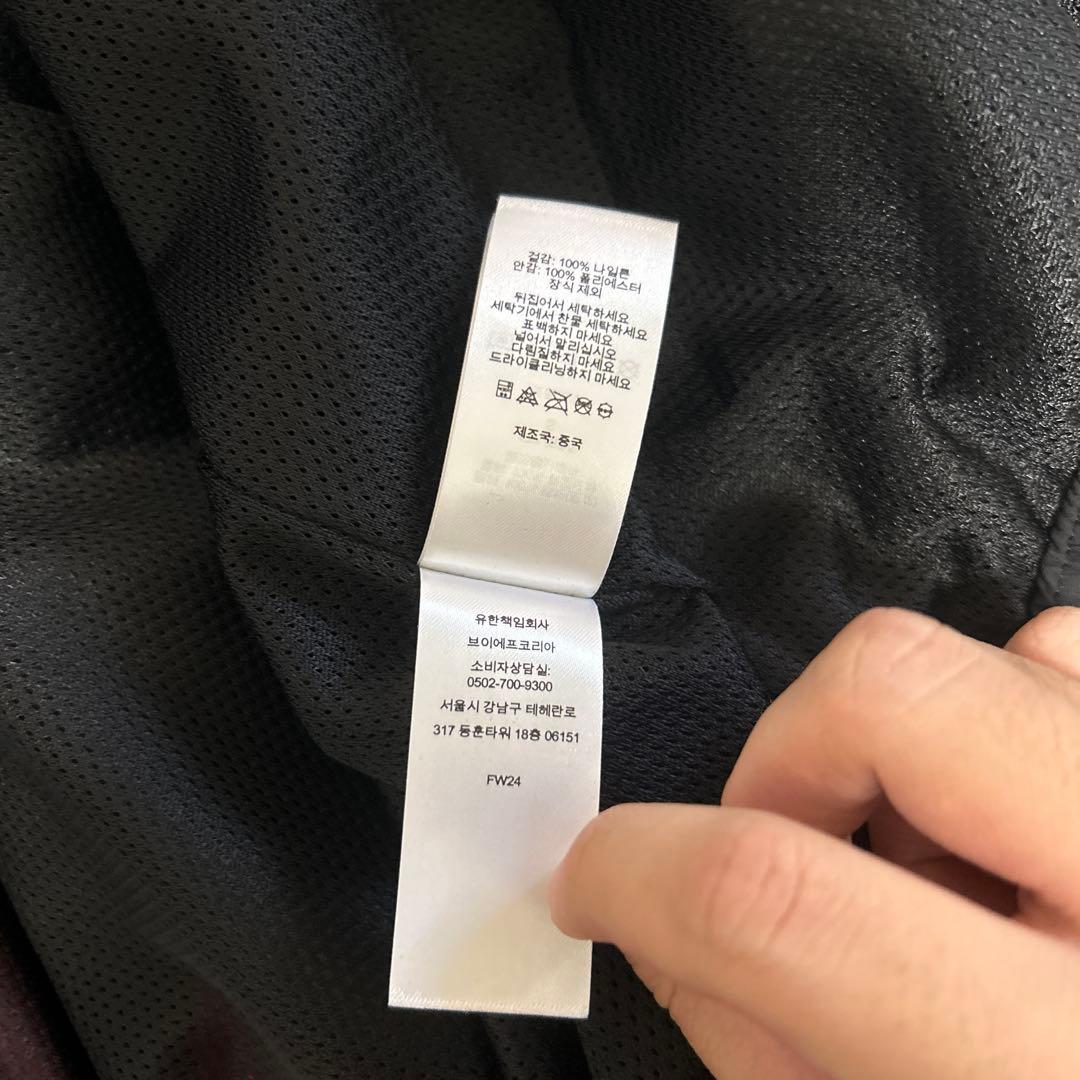 겉감: 100% 나일론
안감: 100% 폴리에스터
장식 제외
뒤집어서 세탁하세요
세탁기에서 찬물 세탁하세요
표백하지 마세요
널어서 말리십시오
다림질하지 마세요
드라이클리닝하지 마세요
제조국: 중국
유한책임회사
브이에프코리아
소비자상담실:
0502-700-9300
서울시 강남구 테헤란로
317 동훈타워 18층 06151
FW24